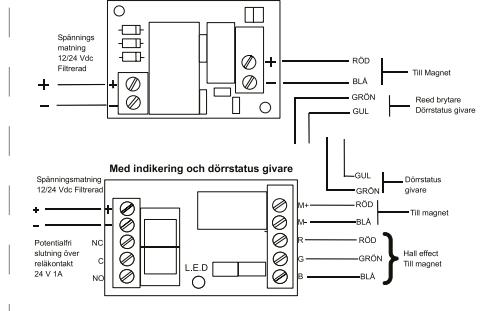 Spännings
matning
12/24 Vdc
Filtrerad
+
–
+
–
+
–
RÖD
BLÅ
Till Magnet
GRÖN
GUL
Reed brytare
Dörrstatus givare
Med indikering och dörrstatus givare
GUL
GRÖN
Dörrstatus
givare
Spänningsmatning
12/24 Vdc Filtrerad
+
–
+
–
Potentialfri
slutning över
reläkontakt
24 V 1A
NC
C
NO
L.E.D
M+
RÖD
M-
BLÅ
Till magnet
R
RÖD
G
GRÖN
B
BLÅ
Hall effect
Till magnet